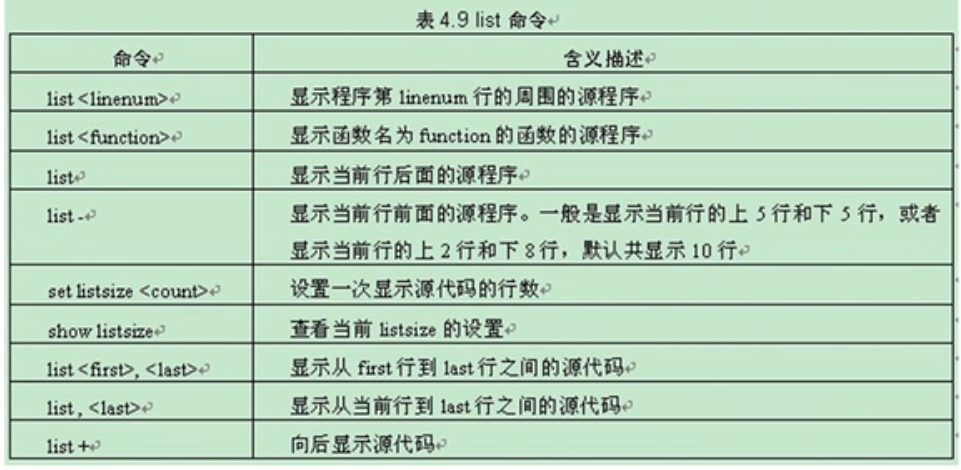 表 4.9 list 命令
命令 含义描述
list <linenum> 显示程序第 linenum 行的周围的源程序
list <function> 显示函数名为 function 的函数的源程序
list 显示当前行后面的源程序
list - 显示当前行前面的源程序。一般是显示当前行的上 5 行和下 5 行，或者
显示当前行的上 2 行和下 8 行，默认共显示 10 行
set listsize <count> 设置一次显示源代码的行数
show listsize 查看当前 listsize 的设置
list <first>, <last> 显示从 first 行到 last 行之间的源代码
list , <last> 显示从当前行到 last 行之间的源代码
list + 向后显示源代码